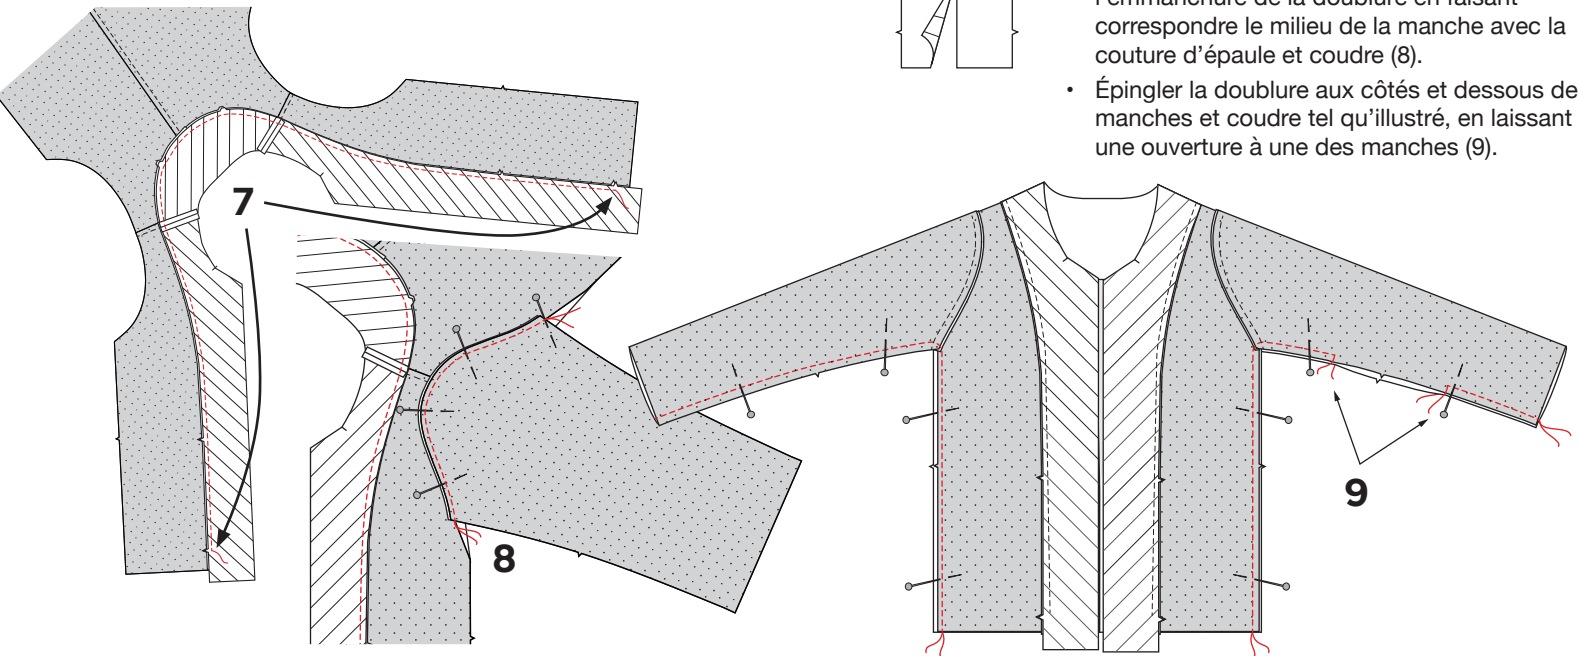 l'emmanchure de la doublure en faisant
correspondre le milieu de la manche avec la
couture d'épaule et coudre (8).
• Épingler la doublure aux côtés et dessous de
manches et coudre tel qu'illustré, en laissant
une ouverture à une des manches (9).
7
8
9